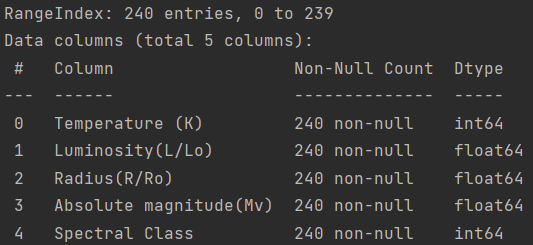 RangeIndex: 240 entries, 0 to 239
Data columns (total 5 columns):
 #   Column                  Non-Null Count  Dtype
---  ------                  --------------  -----
 0   Temperature (K)         240 non-null    int64
 1   Luminosity(L/Lo)        240 non-null    float64
 2   Radius(R/Ro)            240 non-null    float64
 3   Absolute magnitude(Mv)  240 non-null    float64
 4   Spectral Class          240 non-null    int64